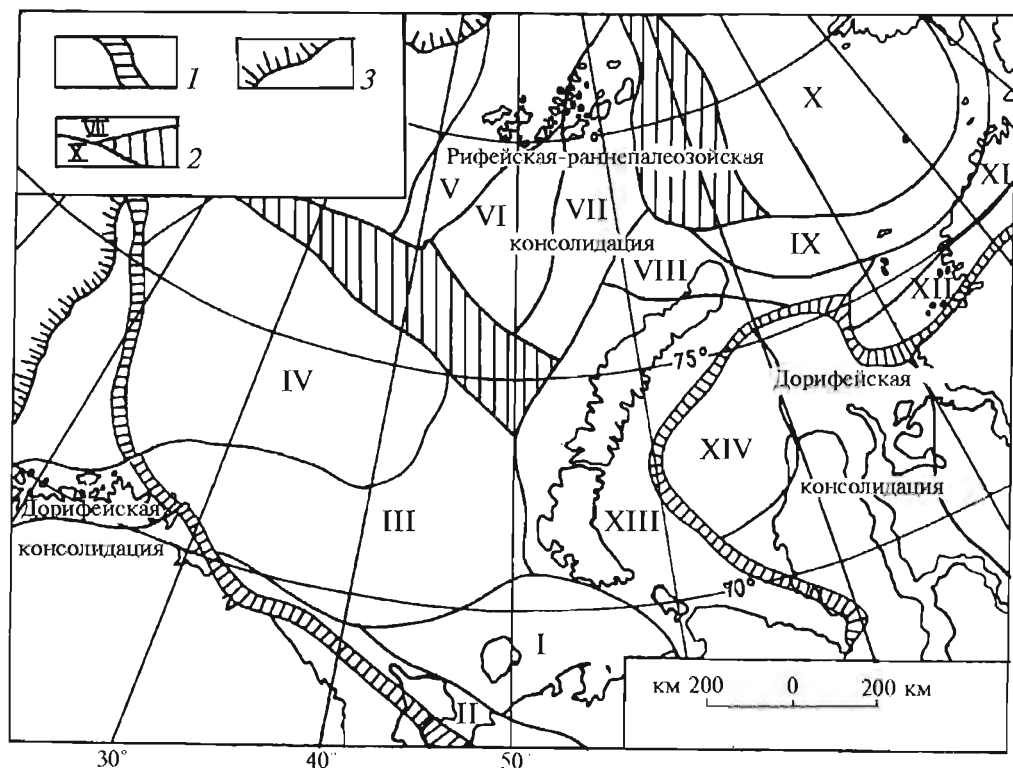 1
3
VII
X
2
X
Рифейская-раннепалеозойская
V
VI
VII
XI
консолидация
IX
VIII
XII
75°
IV
Дорифейская
XIV
консолидация
Дорифейская
III
XIII
консолидация
70°
I
км 200 0 200 км
II
30° 40° 50°